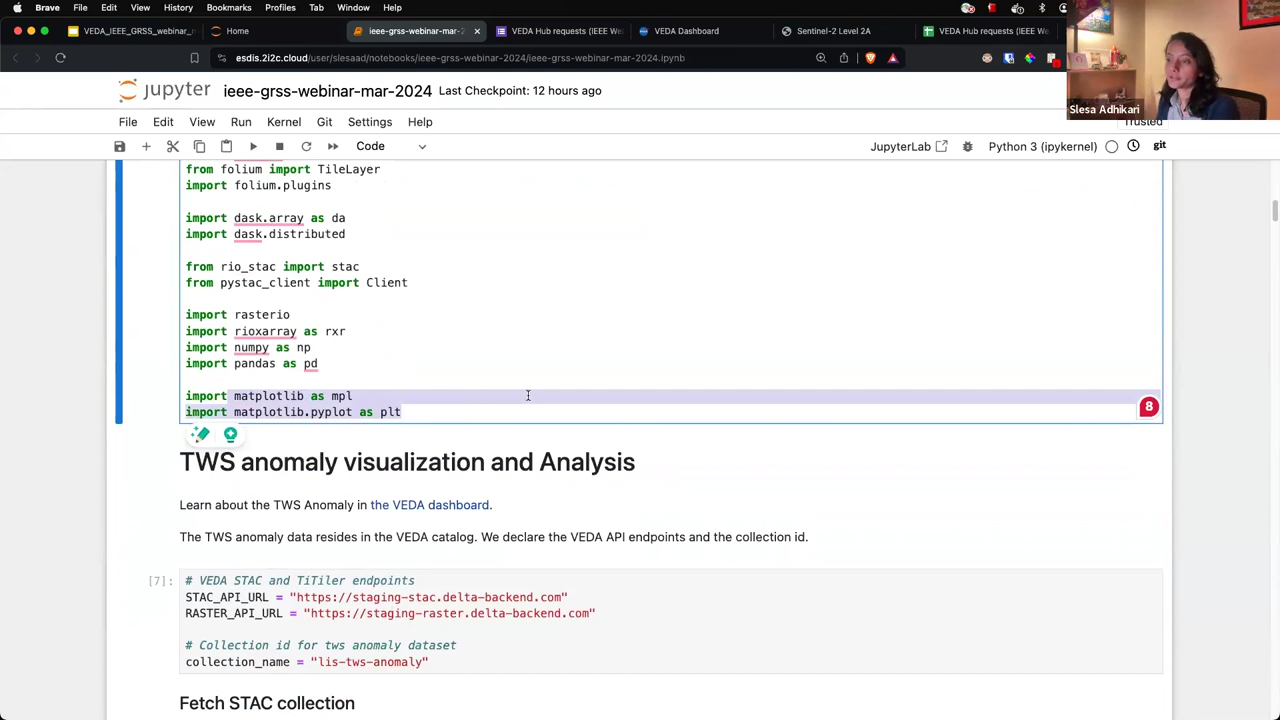 Brave File Edit View History Bookmarks Profiles Tab Window Help
VEDA_IEEE_GRSS_webinar_m
Home
ieee-grss-webinar-mar-2
VEDA Hub requests (IEEE We
VEDA Dashboard
Sentinel-2 Level 2A
VEDA Hub requests (IEEE We
esdis.2i2c.cloud/user/slesaad/notebooks/ieee-grss-webinar-2024/ieee-grss-webinar-mar-2024.ipynb
Slesa Adhikari
jupyter ieee-grss-webinar-mar-2024 Last Checkpoint: 12 hours ago
Trusted
File Edit View Run Kernel Git Settings Help
Code
JupyterLab
Python 3 (ipykernel)
git
from folium import TileLayer
import folium.plugins
import dask.array as da
import dask.distributed
from rio_stac import stac
from pystac_client import Client
import rasterio
import rioxarray as rxr
import numpy as np
import pandas as pd
import matplotlib as mpl
import matplotlib.pyplot as plt
8
TWS anomaly visualization and Analysis
Learn about the TWS Anomaly in the VEDA dashboard.
The TWS anomaly data resides in the VEDA catalog. We declare the VEDA API endpoints and the collection id.
[7]:
# VEDA STAC and TiTiler endpoints
STAC_API_URL = "https://staging-stac.delta-backend.com"
RASTER_API_URL = "https://staging-raster.delta-backend.com"
# Collection id for tws anomaly dataset
collection_name = "lis-tws-anomaly"
Fetch STAC collection